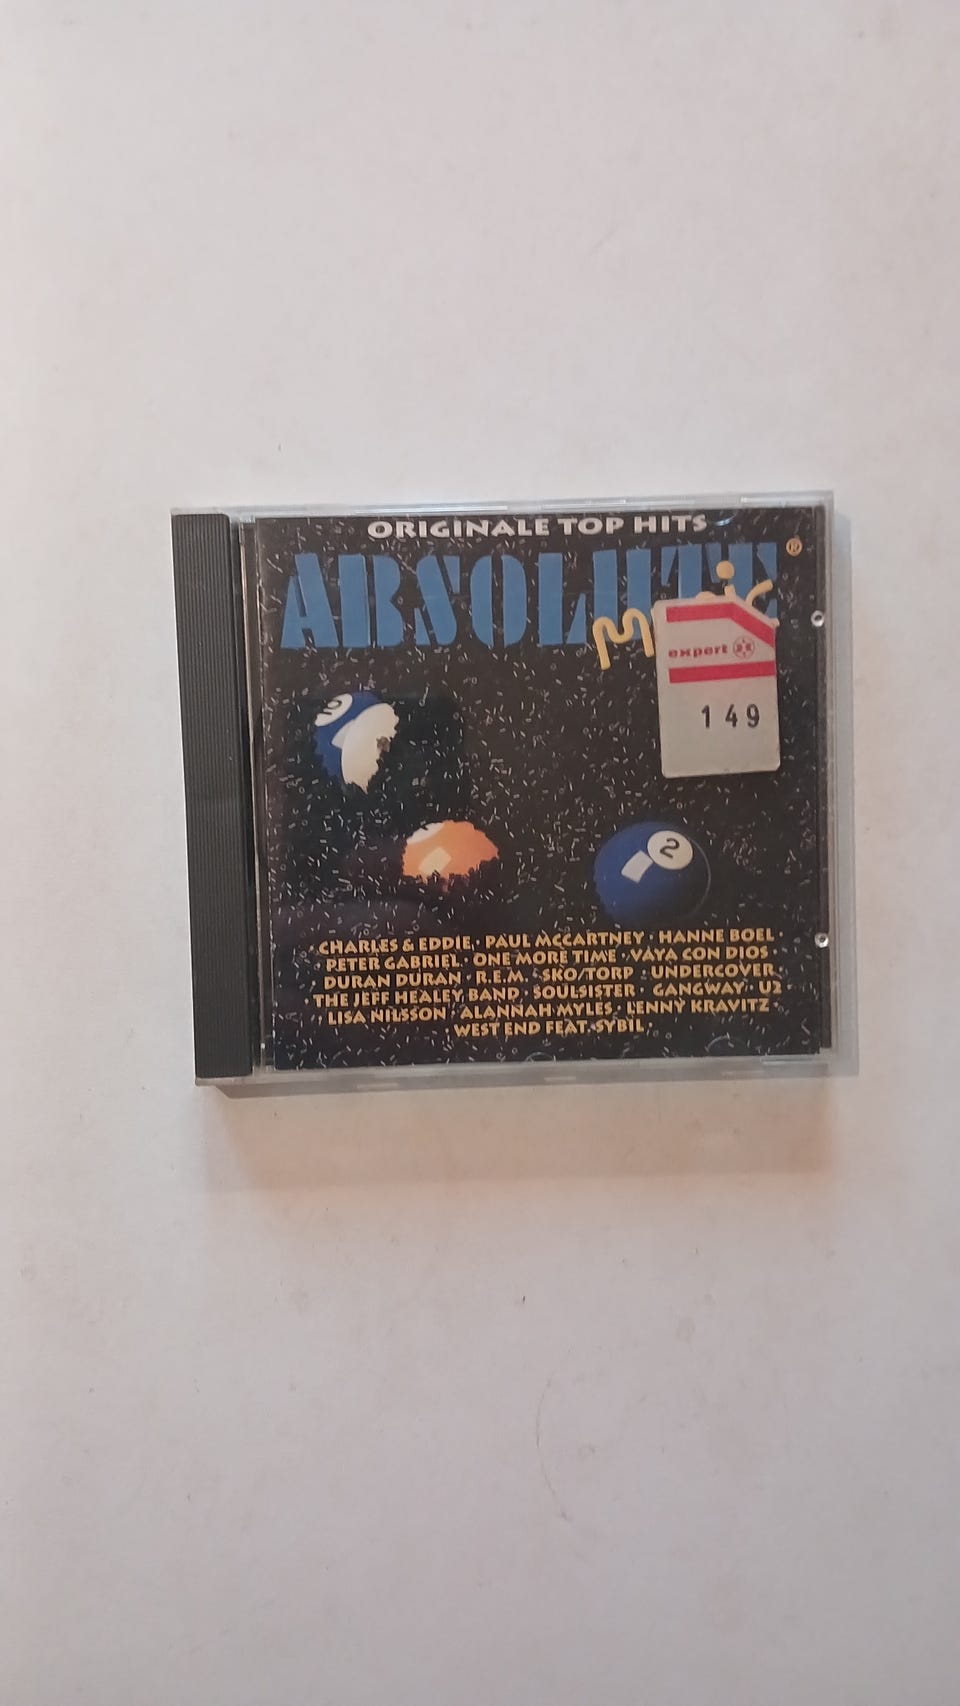 ORIGINALE TOP HITS
ABSOLUTE ®
expert
149
2
2
CHARLES & EDDIE · PAUL McCARTNEY · HANNE BOEL ·
· PETER GABRIEL · ONE MORE TIME · VAYA CON DIOS ·
DURAN DURAN · R.E.M. · SKO/TORP · UNDERCOVER
· THE JEFF HEALEY BAND · SOULSISTER · GANGWAY · U2 ·
· LISA NILSSON · ALANNAH MYLES · LENNY KRAVITZ ·
· WEST END FEAT. SYBIL ·